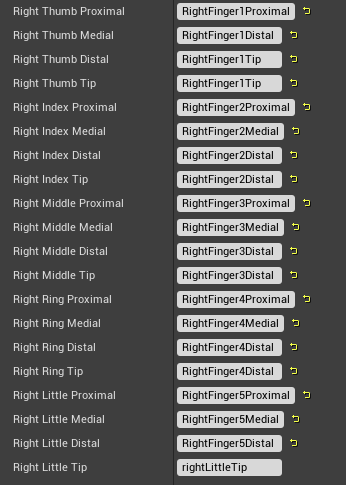 Right Thumb Proximal RightFinger1Proximal
Right Thumb Medial RightFinger1Distal
Right Thumb Distal RightFinger1Tip
Right Thumb Tip RightFinger1Tip
Right Index Proximal RightFinger2Proximal
Right Index Medial RightFinger2Medial
Right Index Distal RightFinger2Distal
Right Index Tip RightFinger2Distal
Right Middle Proximal RightFinger3Proximal
Right Middle Medial RightFinger3Medial
Right Middle Distal RightFinger3Distal
Right Middle Tip RightFinger3Distal
Right Ring Proximal RightFinger4Proximal
Right Ring Medial RightFinger4Medial
Right Ring Distal RightFinger4Distal
Right Ring Tip RightFinger4Distal
Right Little Proximal RightFinger5Proximal
Right Little Medial RightFinger5Medial
Right Little Distal RightFinger5Distal
Right Little Tip rightLittleTip